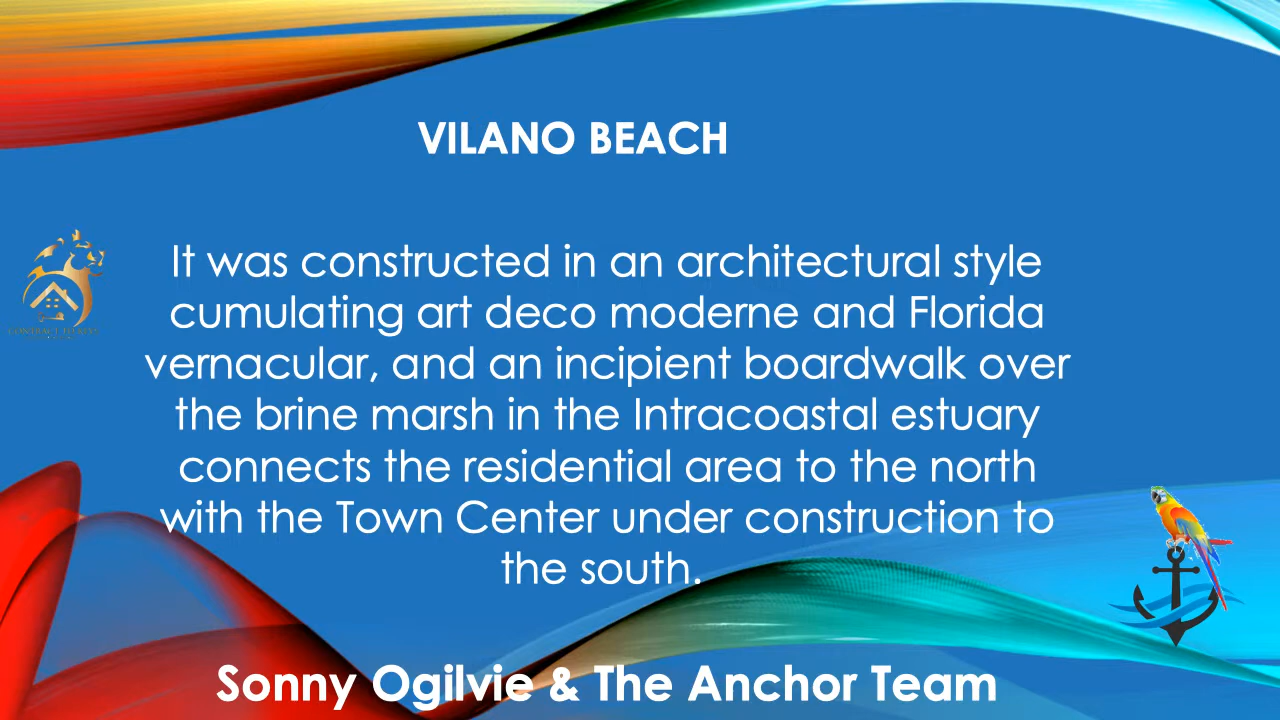 VILANO BEACH
It was constructed in an architectural style
cumulating art deco moderne and Florida
vernacular, and an incipient boardwalk over
the brine marsh in the Intracoastal estuary
connects the residential area to the north
with the Town Center under construction to
the south.
Sonny Ogilvie & The Anchor Team